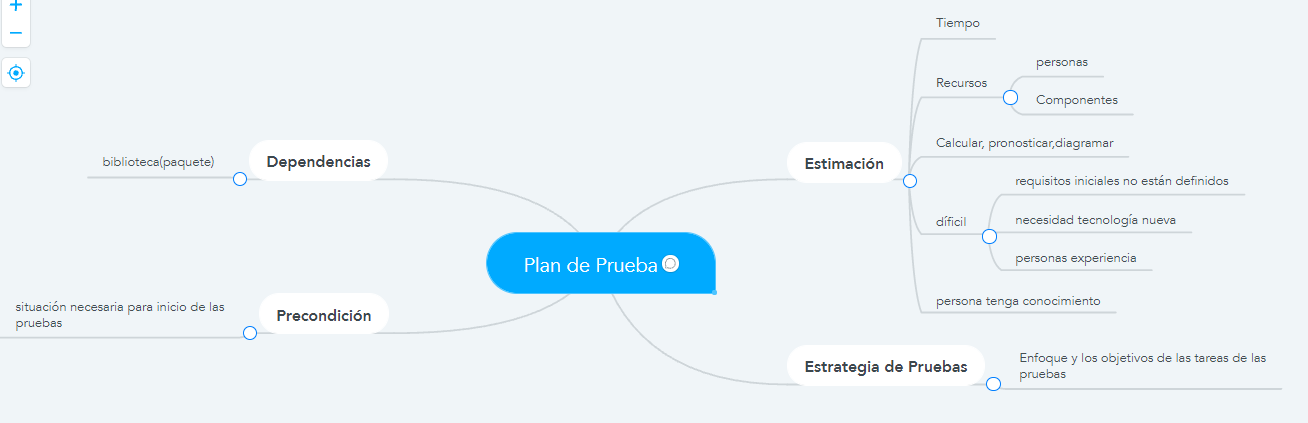 Plan de Prueba
Estimación
Tiempo
Recursos
personas
Componentes
Calcular, pronosticar,diagramar
díficil
requisitos iniciales no están definidos
necesidad tecnología nueva
personas experiencia
persona tenga conocimiento
Estrategia de Pruebas
Enfoque y los objetivos de las tareas de las
pruebas
Dependencias
biblioteca(paquete)
Precondición
situación necesaria para inicio de las
pruebas